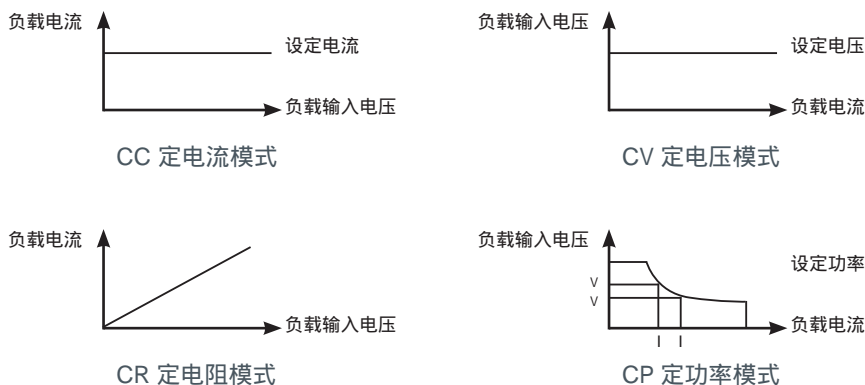 负载电流
设定电流
负载输入电压
CC 定电流模式
负载输入电压
设定电压
负载电流
CV 定电压模式
负载电流
负载输入电压
CR 定电阻模式
负载输入电压
设定功率
V
V
负载电流
I I
CP 定功率模式